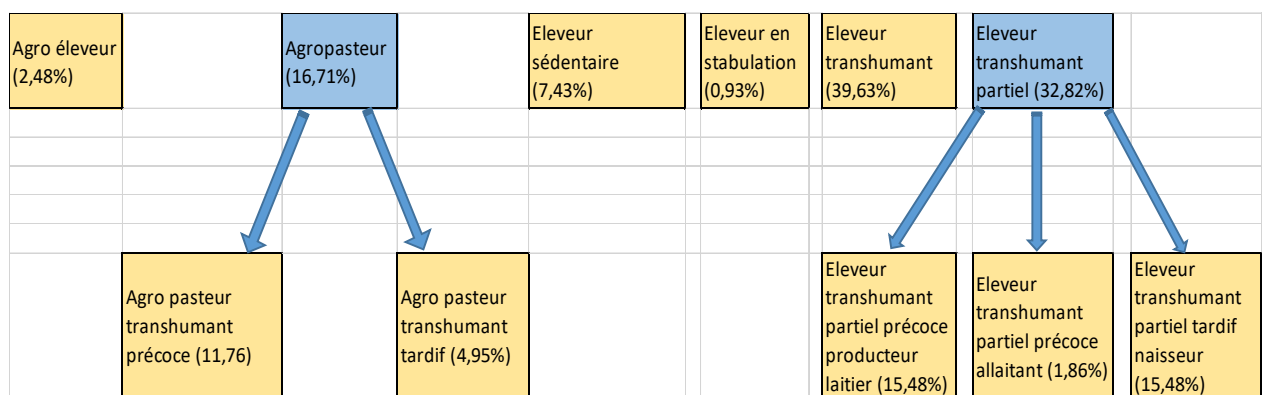 Agro éleveur
(2,48%)
Agropasteur
(16,71%)
Eleveur
sédentaire
(7,43%)
Eleveur en
stabulation
(0,93%)
Eleveur
transhumant
(39,63%)
Eleveur
transhumant
partiel (32,82%)
Agro pasteur
transhumant
précoce (11,76)
Agro pasteur
transhumant
tardif (4,95%)
Eleveur
transhumant
partiel précoce
producteur
laitier (15,48%)
Eleveur
transhumant
partiel précoce
allaitant (1,86%)
Eleveur
transhumant
partiel tardif
naisseur
(15,48%)